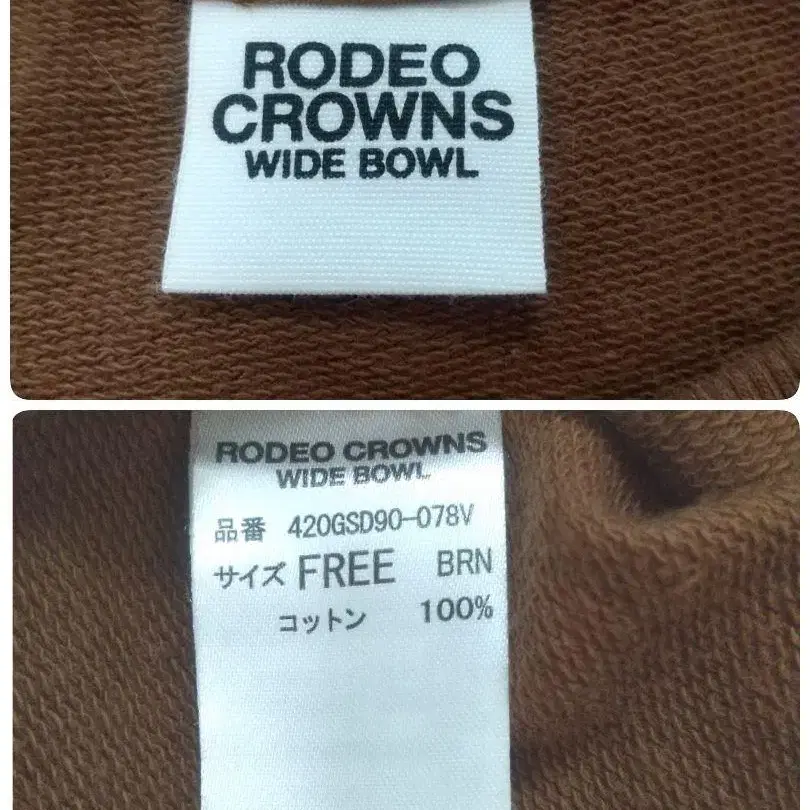 RODEO
CROWNS
WIDE BOWL
RODEO CROWNS
WIDE BOWL
品番 420GSD90-078V
サイズ FREE BRN
コットン 100%